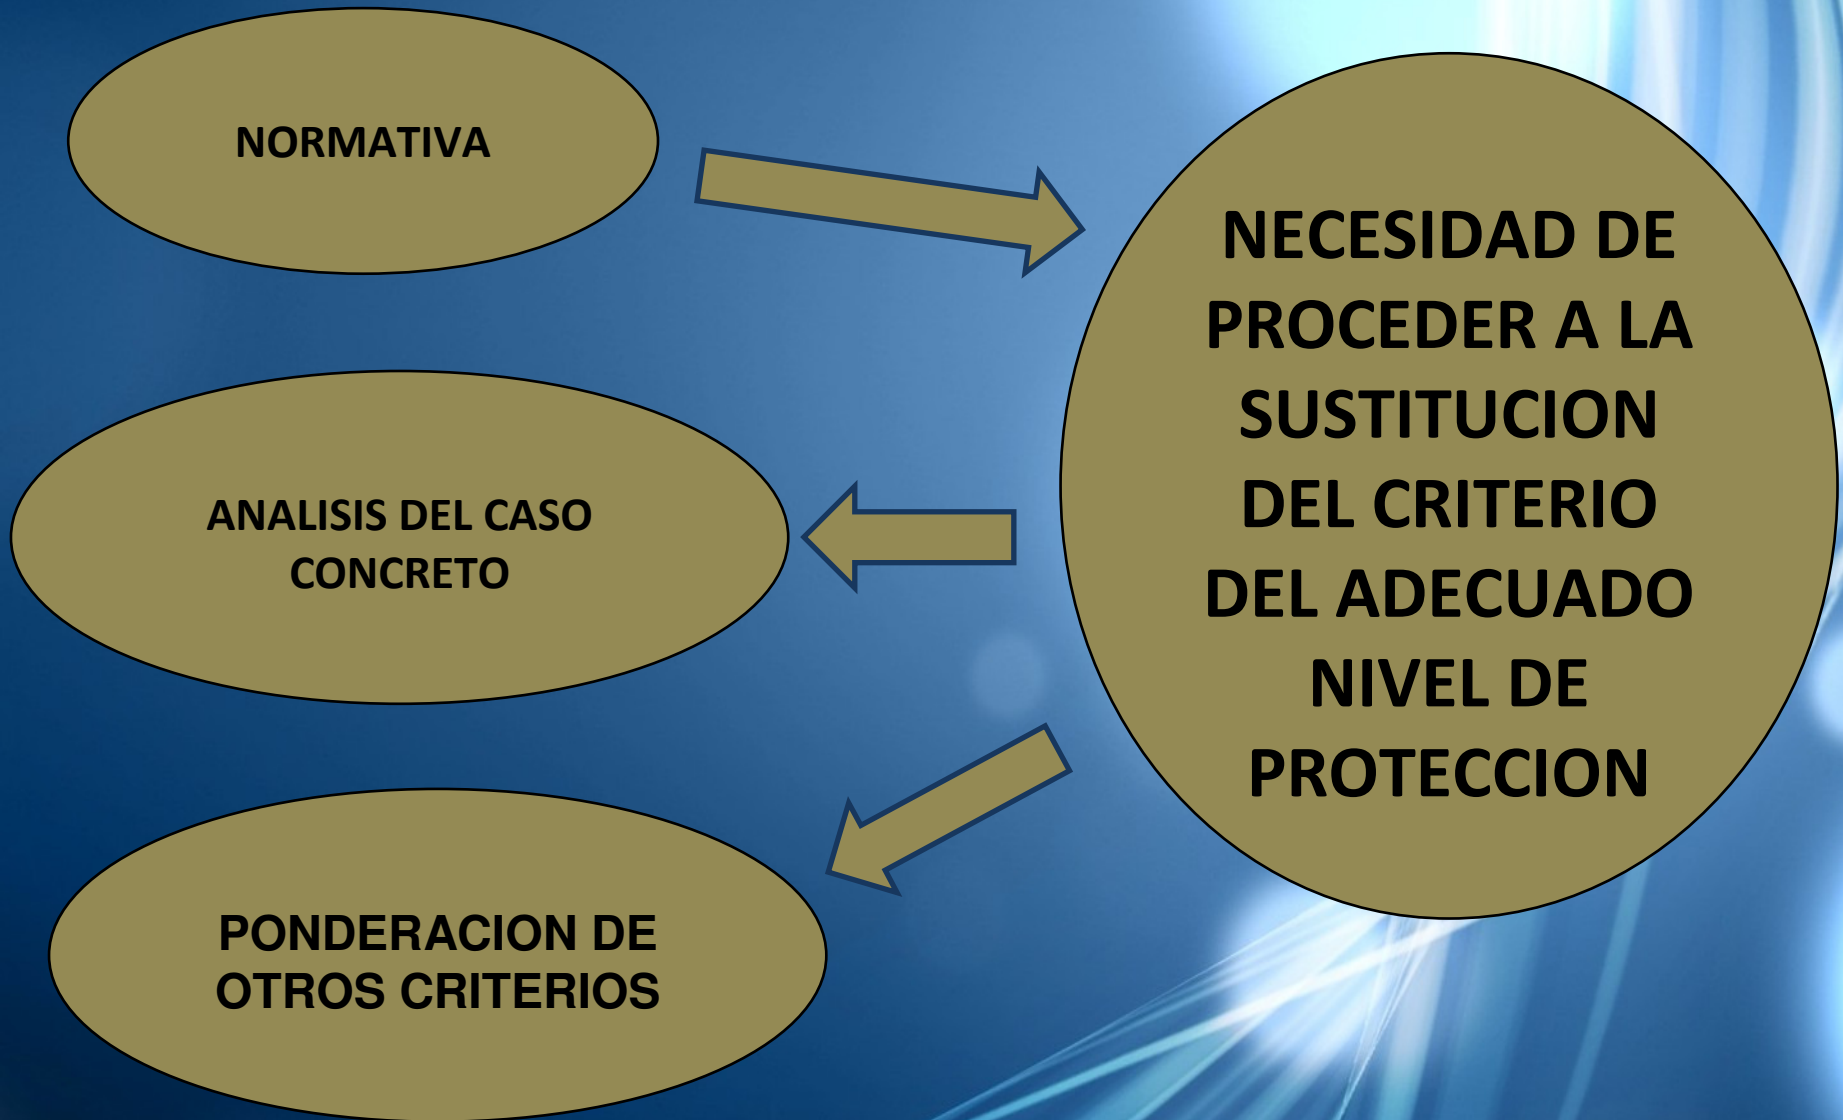 NORMATIVA
NECESIDAD DE
PROCEDER A LA
SUSTITUCION
DEL CRITERIO
DEL ADECUADO
NIVEL DE
PROTECCION
ANALISIS DEL CASO
CONCRETO
PONDERACION DE
OTROS CRITERIOS